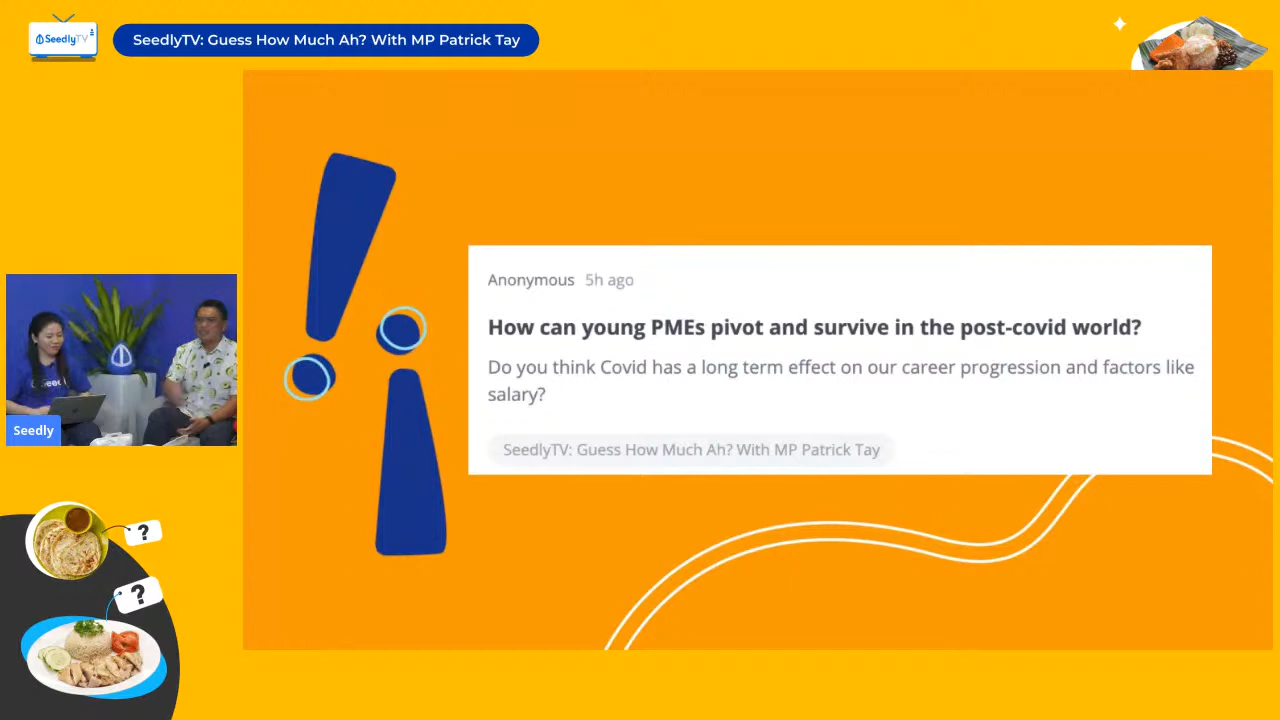 SeedlyTV
SeedlyTV: Guess How Much Ah? With MP Patrick Tay
Anonymous 5h ago
How can young PMEs pivot and survive in the post-covid world?
Do you think Covid has a long term effect on our career progression and factors like
salary?
SeedlyTV: Guess How Much Ah? With MP Patrick Tay
Seedly
?
?